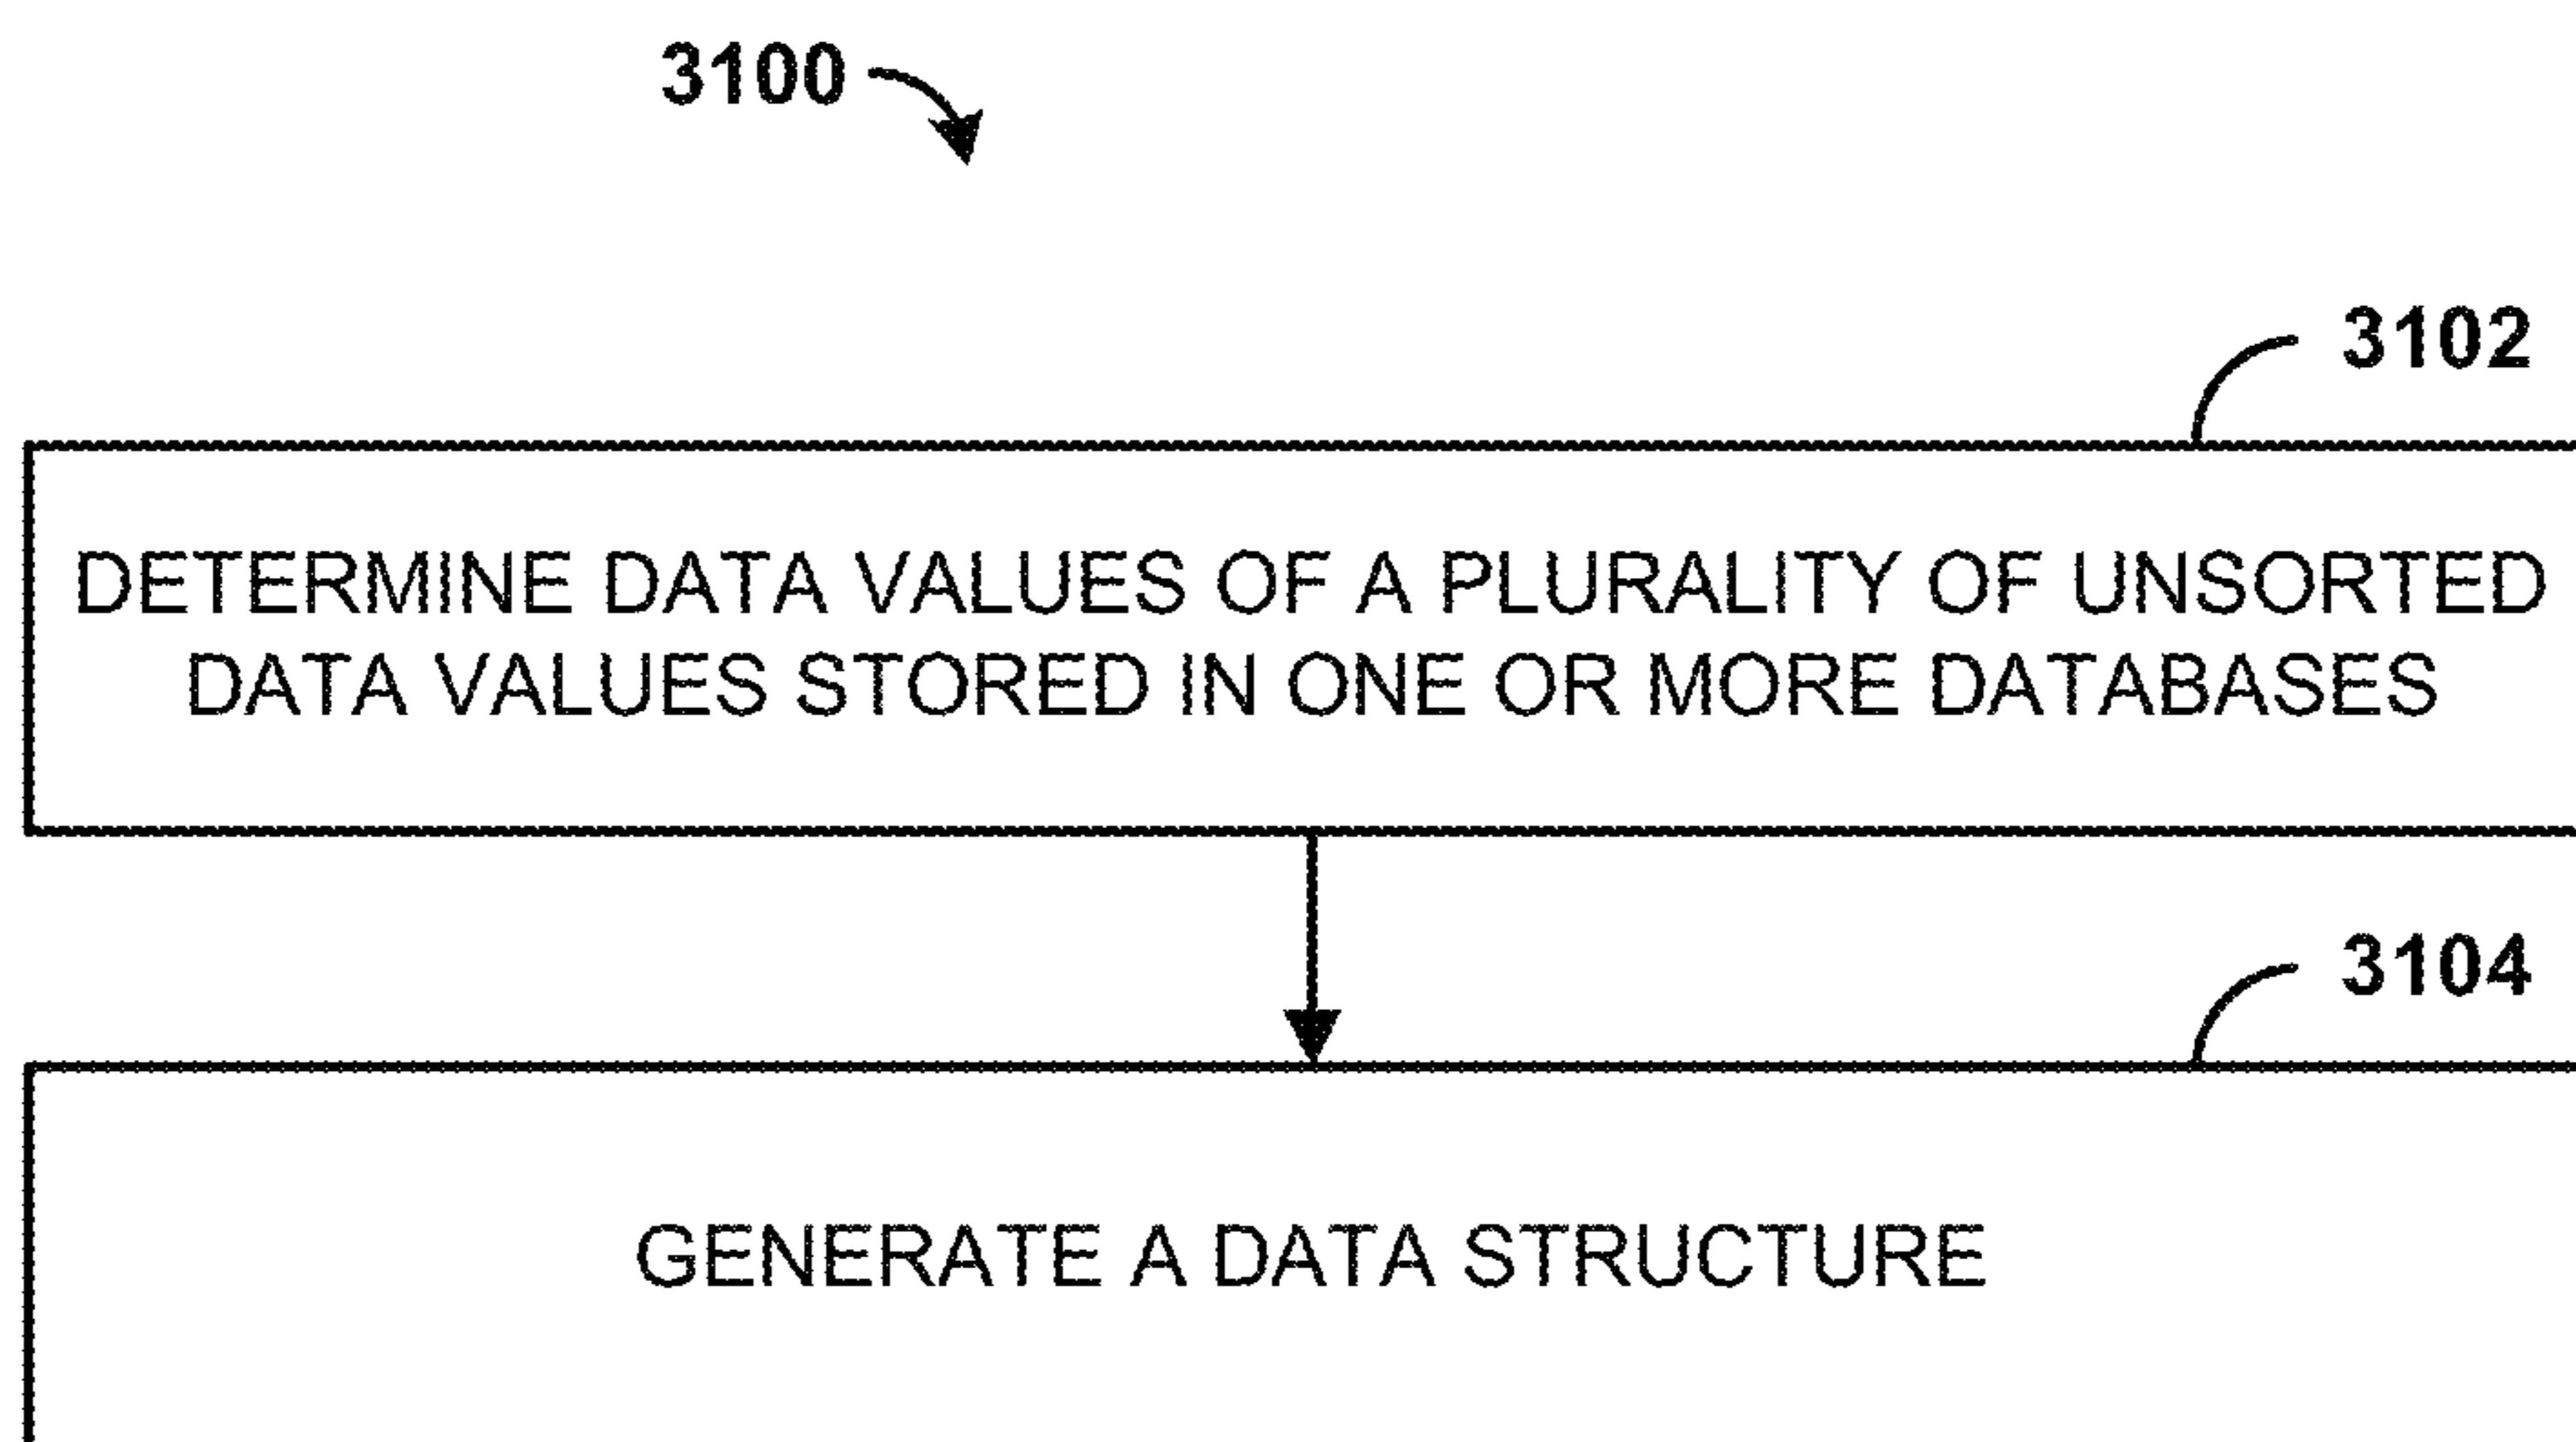 3100
3102
DETERMINE DATA VALUES OF A PLURALITY OF UNSORTED
DATA VALUES STORED IN ONE OR MORE DATABASES
3104
GENERATE A DATA STRUCTURE